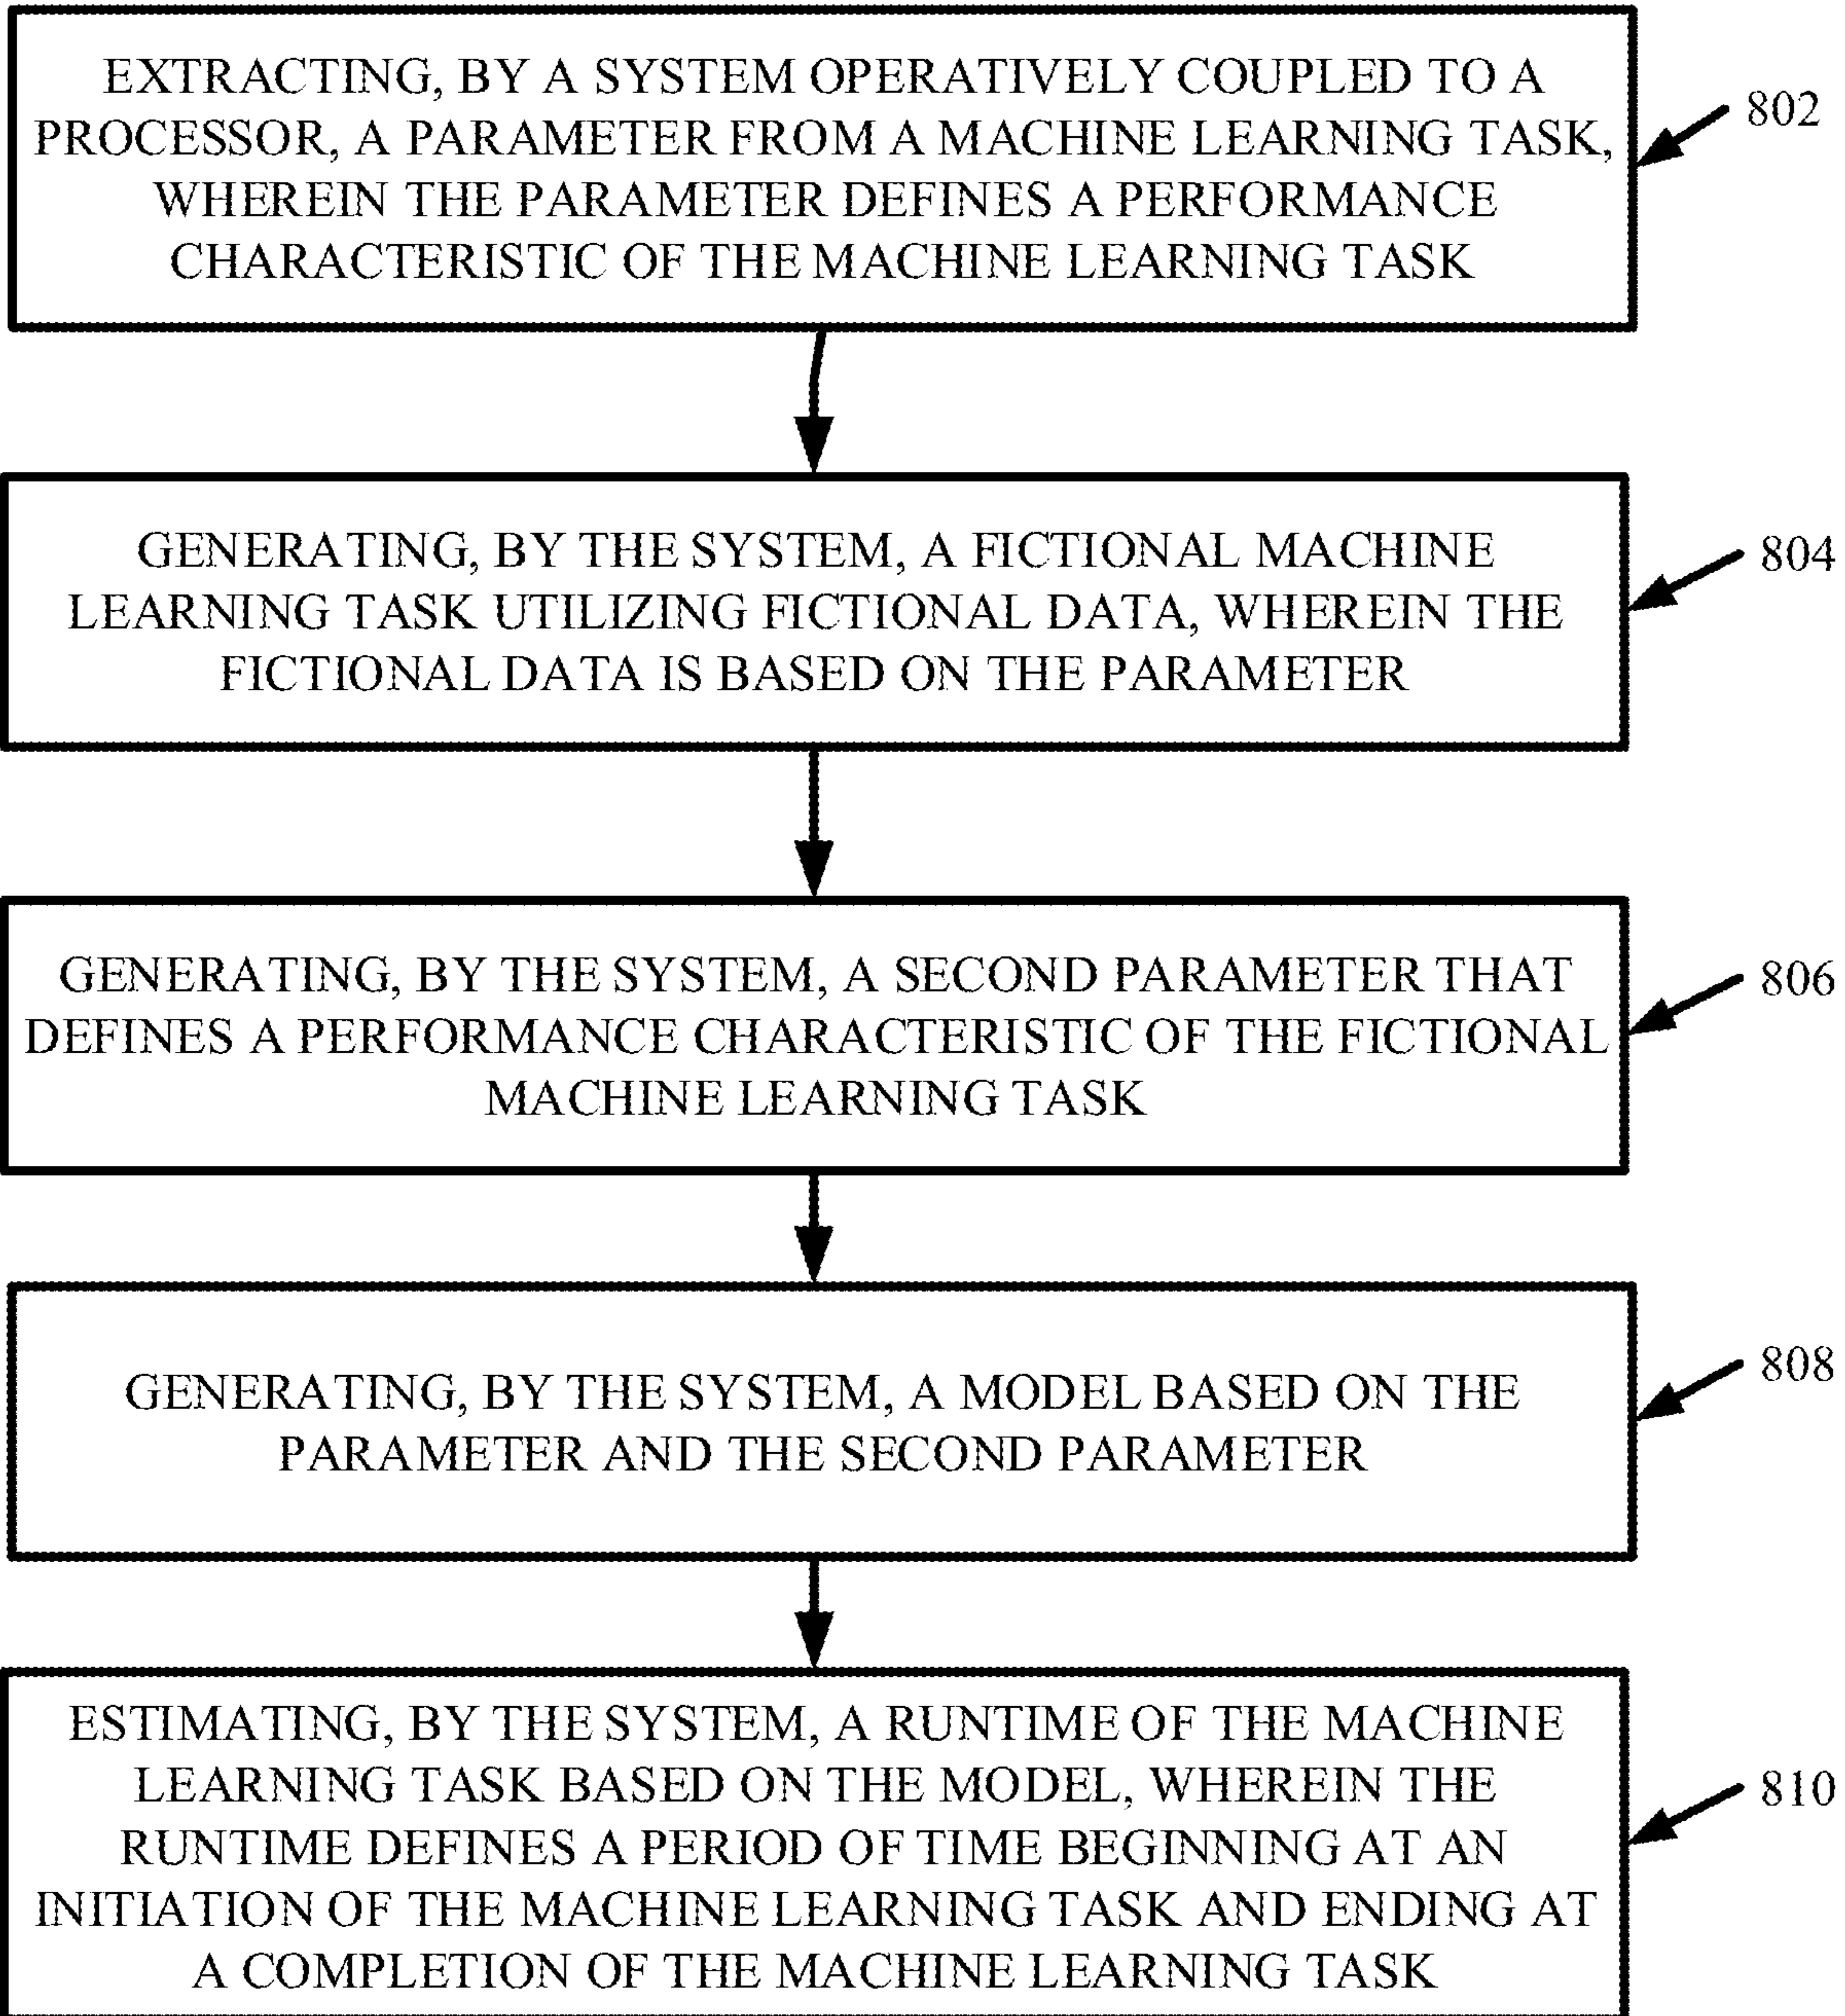 EXTRACTING, BY A SYSTEM OPERATIVELY COUPLED TO A
PROCESSOR, A PARAMETER FROM A MACHINE LEARNING TASK,
WHEREIN THE PARAMETER DEFINES A PERFORMANCE
CHARACTERISTIC OF THE MACHINE LEARNING TASK
802
GENERATING, BY THE SYSTEM, A FICTIONAL MACHINE
LEARNING TASK UTILIZING FICTIONAL DATA, WHEREIN THE
FICTIONAL DATA IS BASED ON THE PARAMETER
804
GENERATING, BY THE SYSTEM, A SECOND PARAMETER THAT
DEFINES A PERFORMANCE CHARACTERISTIC OF THE FICTIONAL
MACHINE LEARNING TASK
806
GENERATING, BY THE SYSTEM, A MODEL BASED ON THE
PARAMETER AND THE SECOND PARAMETER
808
ESTIMATING, BY THE SYSTEM, A RUNTIME OF THE MACHINE
LEARNING TASK BASED ON THE MODEL, WHEREIN THE
RUNTIME DEFINES A PERIOD OF TIME BEGINNING AT AN
INITIATION OF THE MACHINE LEARNING TASK AND ENDING AT
A COMPLETION OF THE MACHINE LEARNING TASK
810